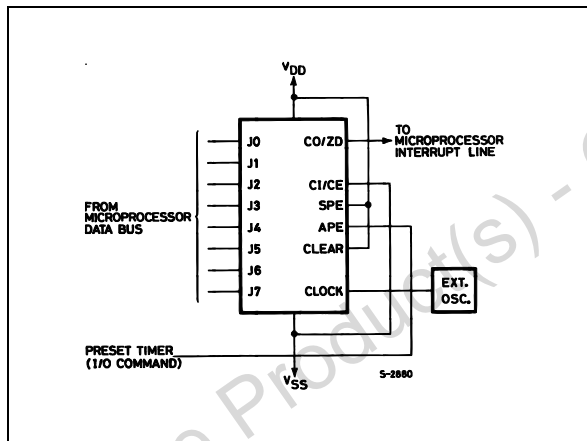 VDD
J0
J1
J2
J3
J4
J5
J6
J7
CO/ZD
CI/CE
SPE
APE
CLEAR
CLOCK
TO
MICROPROCESSOR
INTERRUPT LINE
FROM
MICROPROCESSOR
DATA BUS
EXT.
OSC.
PRESET TIMER
(I/O COMMAND)
VSS
S-2880
Product(s) -